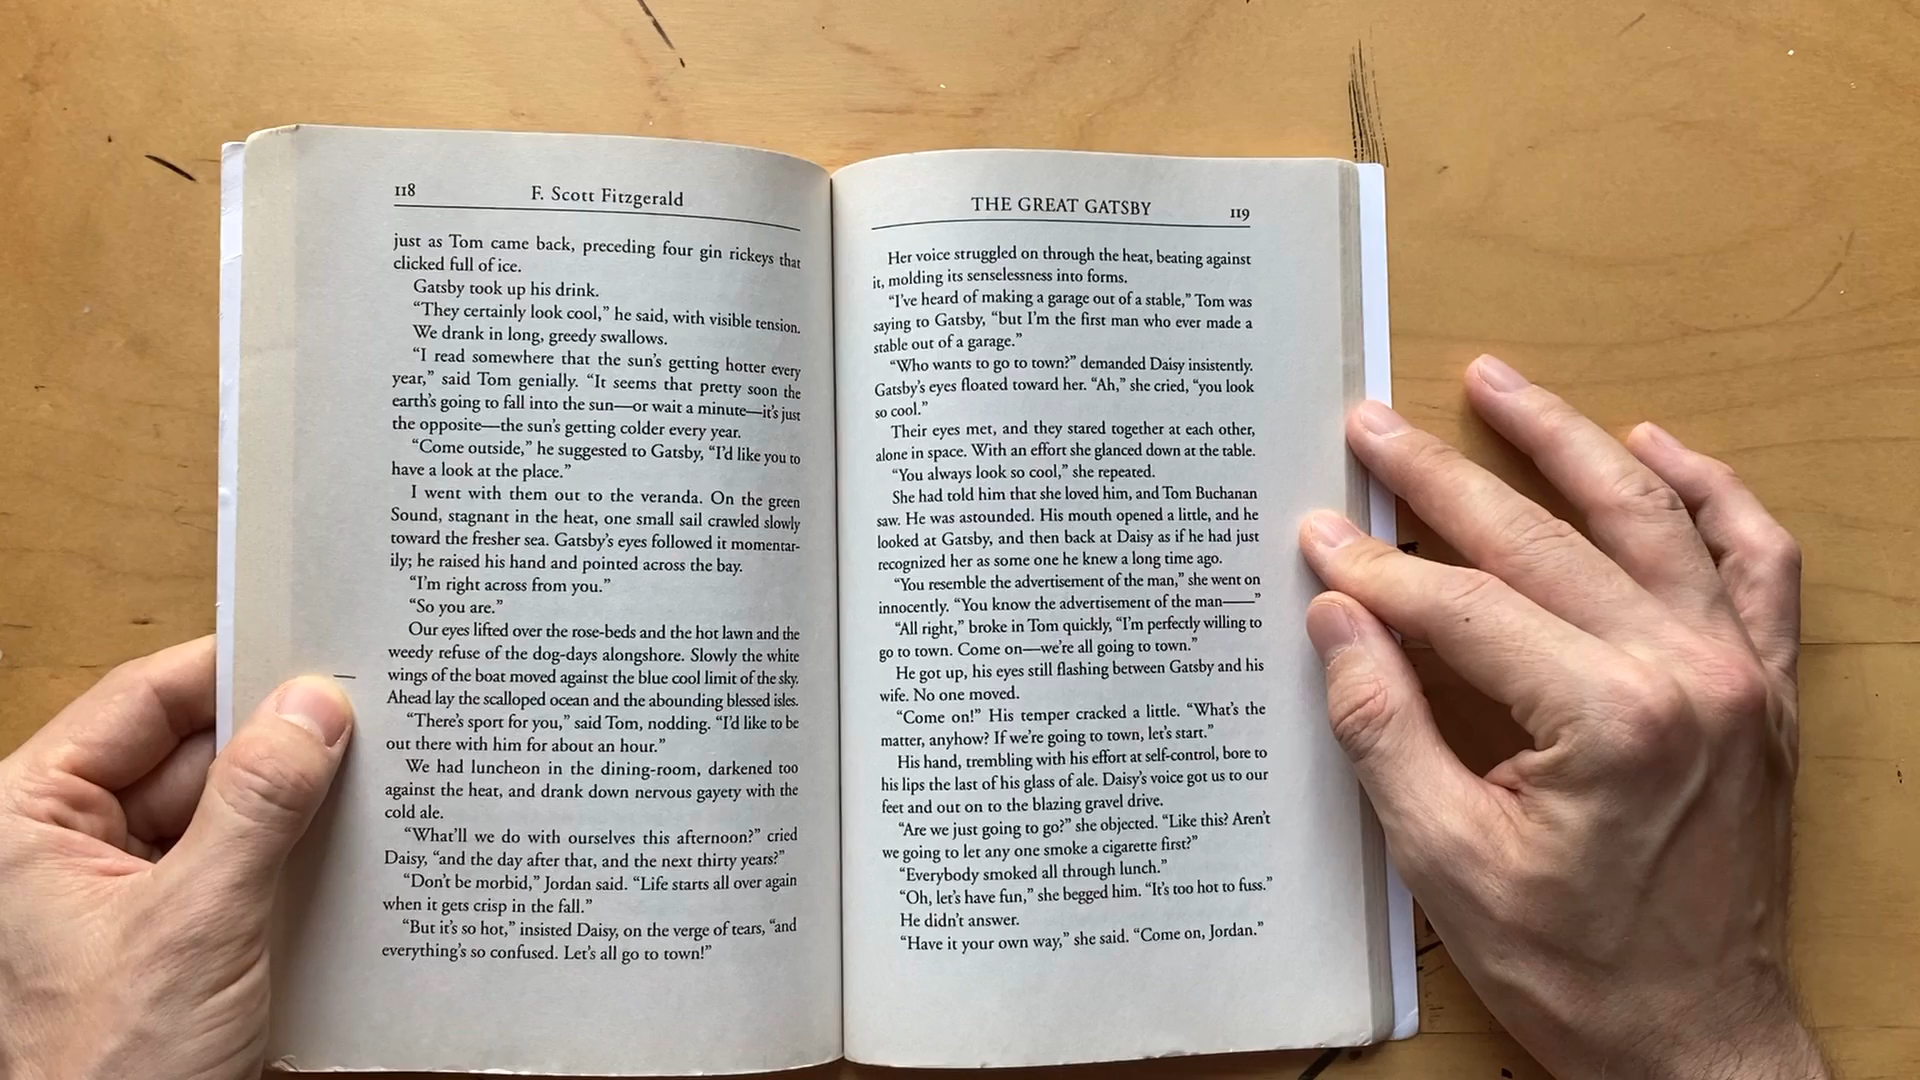 118
F. Scott Fitzgerald
just as Tom came back, preceding four gin rickeys that
clicked full of ice.
Gatsby took up his drink.
“They certainly look cool,” he said, with visible tension.
We drank in long, greedy swallows.
“I read somewhere that the sun’s getting hotter every
year,” said Tom genially. “It seems that pretty soon the
earth’s going to fall into the sun—or wait a minute—it’s just
the opposite—the sun’s getting colder every year.
“Come outside,” he suggested to Gatsby, “I’d like you to
have a look at the place.”
I went with them out to the veranda. On the green
Sound, stagnant in the heat, one small sail crawled slowly
toward the fresher sea. Gatsby’s eyes followed it momentar-
ily; he raised his hand and pointed across the bay.
“I’m right across from you.”
“So you are.”
Our eyes lifted over the rose-beds and the hot lawn and the
weedy refuse of the dog-days alongshore. Slowly the white
wings of the boat moved against the blue cool limit of the sky.
Ahead lay the scalloped ocean and the abounding blessed isles.
“There’s sport for you,” said Tom, nodding. “I’d like to be
out there with him for about an hour.”
We had luncheon in the dining-room, darkened too
against the heat, and drank down nervous gayety with the
cold ale.
“What’ll we do with ourselves this afternoon?” cried
Daisy, “and the day after that, and the next thirty years?”
“Don’t be morbid,” Jordan said. “Life starts all over again
when it gets crisp in the fall.”
“But it’s so hot,” insisted Daisy, on the verge of tears, “and
everything’s so confused. Let’s all go to town!”
THE GREAT GATSBY
119
Her voice struggled on through the heat, beating against
it, molding its senselessness into forms.
“I’ve heard of making a garage out of a stable,” Tom was
saying to Gatsby, “but I’m the first man who ever made a
stable out of a garage.”
“Who wants to go to town?” demanded Daisy insistently.
Gatsby’s eyes floated toward her. “Ah,” she cried, “you look
so cool.”
Their eyes met, and they stared together at each other,
alone in space. With an effort she glanced down at the table.
“You always look so cool,” she repeated.
She had told him that she loved him, and Tom Buchanan
saw. He was astounded. His mouth opened a little, and he
looked at Gatsby, and then back at Daisy as if he had just
recognized her as some one he knew a long time ago.
“You resemble the advertisement of the man,” she went on
innocently. “You know the advertisement of the man——”
“All right,” broke in Tom quickly, “I’m perfectly willing to
go to town. Come on—we’re all going to town.”
He got up, his eyes still flashing between Gatsby and his
wife. No one moved.
“Come on!” His temper cracked a little. “What’s the
matter, anyhow? If we’re going to town, let’s start.”
His hand, trembling with his effort at self-control, bore to
his lips the last of his glass of ale. Daisy’s voice got us to our
feet and out on to the blazing gravel drive.
“Are we just going to go?” she objected. “Like this? Aren’t
we going to let any one smoke a cigarette first?”
“Everybody smoked all through lunch.”
“Oh, let’s have fun,” she begged him. “It’s too hot to fuss.”
He didn’t answer.
“Have it your own way,” she said. “Come on, Jordan.”